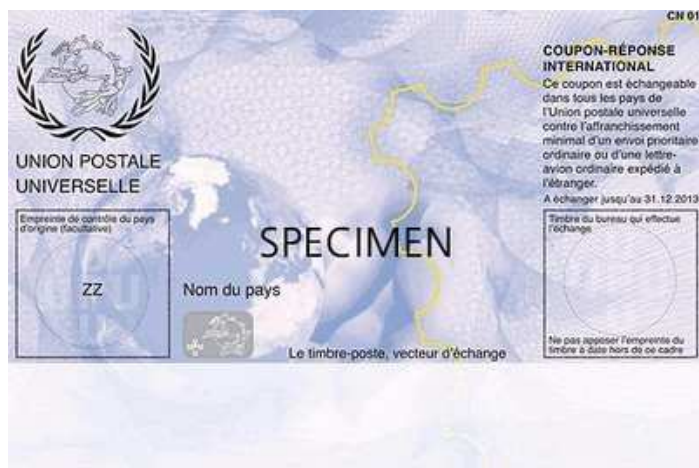 CN 01
UNION POSTALE
UNIVERSELLE
COUPON-RÉPONSE
INTERNATIONAL
Ce coupon est échangeable
dans tous les pays de
l'Union postale universelle
contre l'affranchissement
minimal d'un envoi prioritaire
ordinaire ou d'une lettre-
avion ordinaire expédié à
l'étranger.
A échanger jusqu'au 31.12.2013
Empreinte de contrôle du pays
d'origine (facultative)
ZZ
SPECIMEN
Nom du pays
UPU
Le timbre-poste, vecteur d'échange
Timbre du bureau qui effectue
l'échange
Ne pas apposer l'empreinte du
timbre à date hors de ce cadre